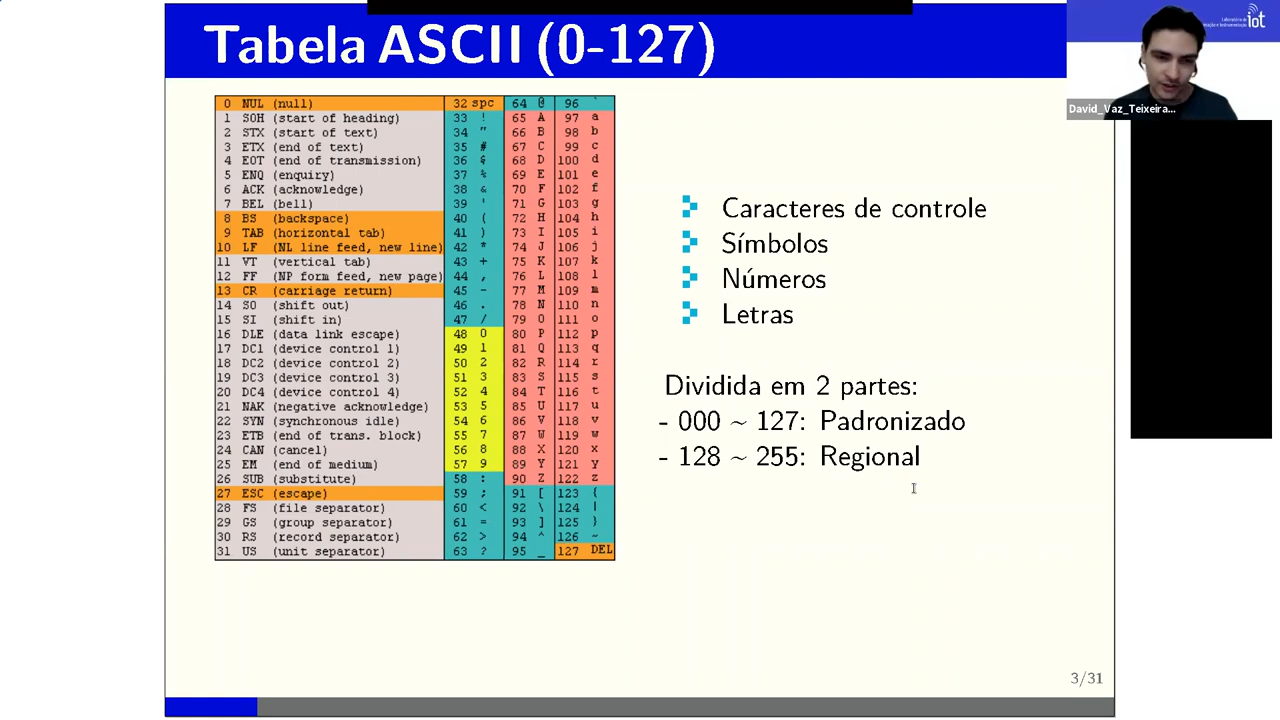 Tabela ASCII (0-127)
iot
David_Vaz_Teixeira...
0 NUL (null) 32 spc 64 @ 96 `
1 SOH (start of heading) 33 ! 65 A 97 a
2 STX (start of text) 34 " 66 B 98 b
3 ETX (end of text) 35 # 67 C 99 c
4 EOT (end of transmission) 36 $ 68 D 100 d
5 ENQ (enquiry) 37 % 69 E 101 e
6 ACK (acknowledge) 38 & 70 F 102 f
7 BEL (bell) 39 ' 71 G 103 g
8 BS (backspace) 40 ( 72 H 104 h
9 TAB (horizontal tab) 41 ) 73 I 105 i
10 LF (NL line feed, new line) 42 * 74 J 106 j
11 VT (vertical tab) 43 + 75 K 107 k
12 FF (NP form feed, new page) 44 , 76 L 108 l
13 CR (carriage return) 45 - 77 M 109 m
14 SO (shift out) 46 . 78 N 110 n
15 SI (shift in) 47 / 79 O 111 o
16 DLE (data link escape) 48 0 80 P 112 p
17 DC1 (device control 1) 49 1 81 Q 113 q
18 DC2 (device control 2) 50 2 82 R 114 r
19 DC3 (device control 3) 51 3 83 S 115 s
20 DC4 (device control 4) 52 4 84 T 116 t
21 NAK (negative acknowledge) 53 5 85 U 117 u
22 SYN (synchronous idle) 54 6 86 V 118 v
23 ETB (end of trans. block) 55 7 87 W 119 w
24 CAN (cancel) 56 8 88 X 120 x
25 EM (end of medium) 57 9 89 Y 121 y
26 SUB (substitute) 58 : 90 Z 122 z
27 ESC (escape) 59 ; 91 [ 123 {
28 FS (file separator) 60 < 92 \ 124 |
29 GS (group separator) 61 = 93 ] 125 }
30 RS (record separator) 62 > 94 ^ 126 ~
31 US (unit separator) 63 ? 95 _ 127 DEL
Caracteres de controle
Símbolos
Números
Letras
Dividida em 2 partes:
- 000 ~ 127: Padronizado
- 128 ~ 255: Regional
3/31